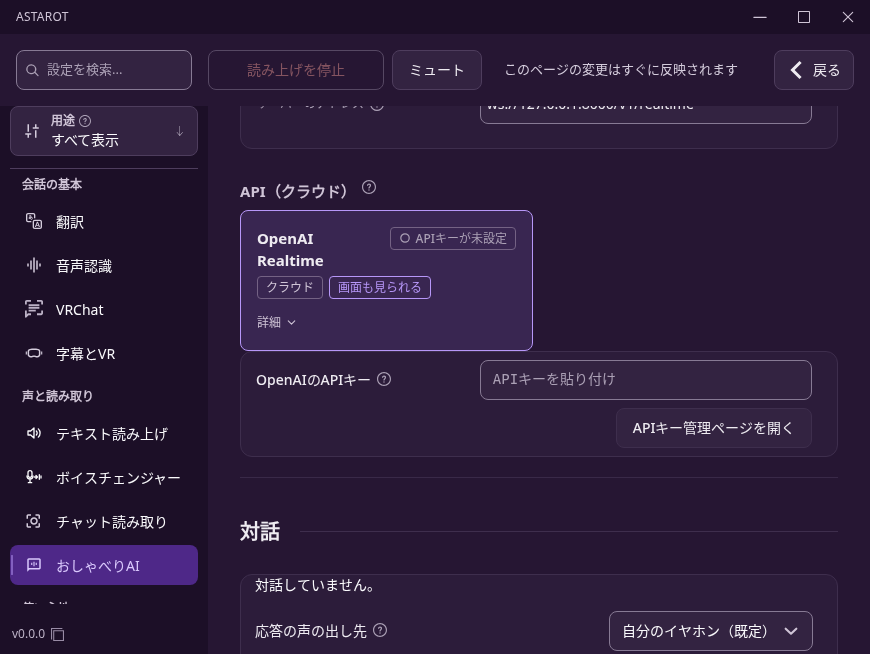 ASTAROT
設定を検索...
読み上げを停止
ミュート
このページの変更はすぐに反映されます
戻る
用途
すべて表示
会話の基本
翻訳
音声認識
VRChat
字幕とVR
声と読み取り
テキスト読み上げ
ボイスチェンジャー
チャット読み取り
おしゃべりAI
v0.0.0
API（クラウド）
OpenAI
Realtime
APIキーが未設定
クラウド
画面も見られる
詳細
OpenAIのAPIキー
APIキーを貼り付け
APIキー管理ページを開く
対話
対話していません。
応答の声の出し先
自分のイヤホン（既定）